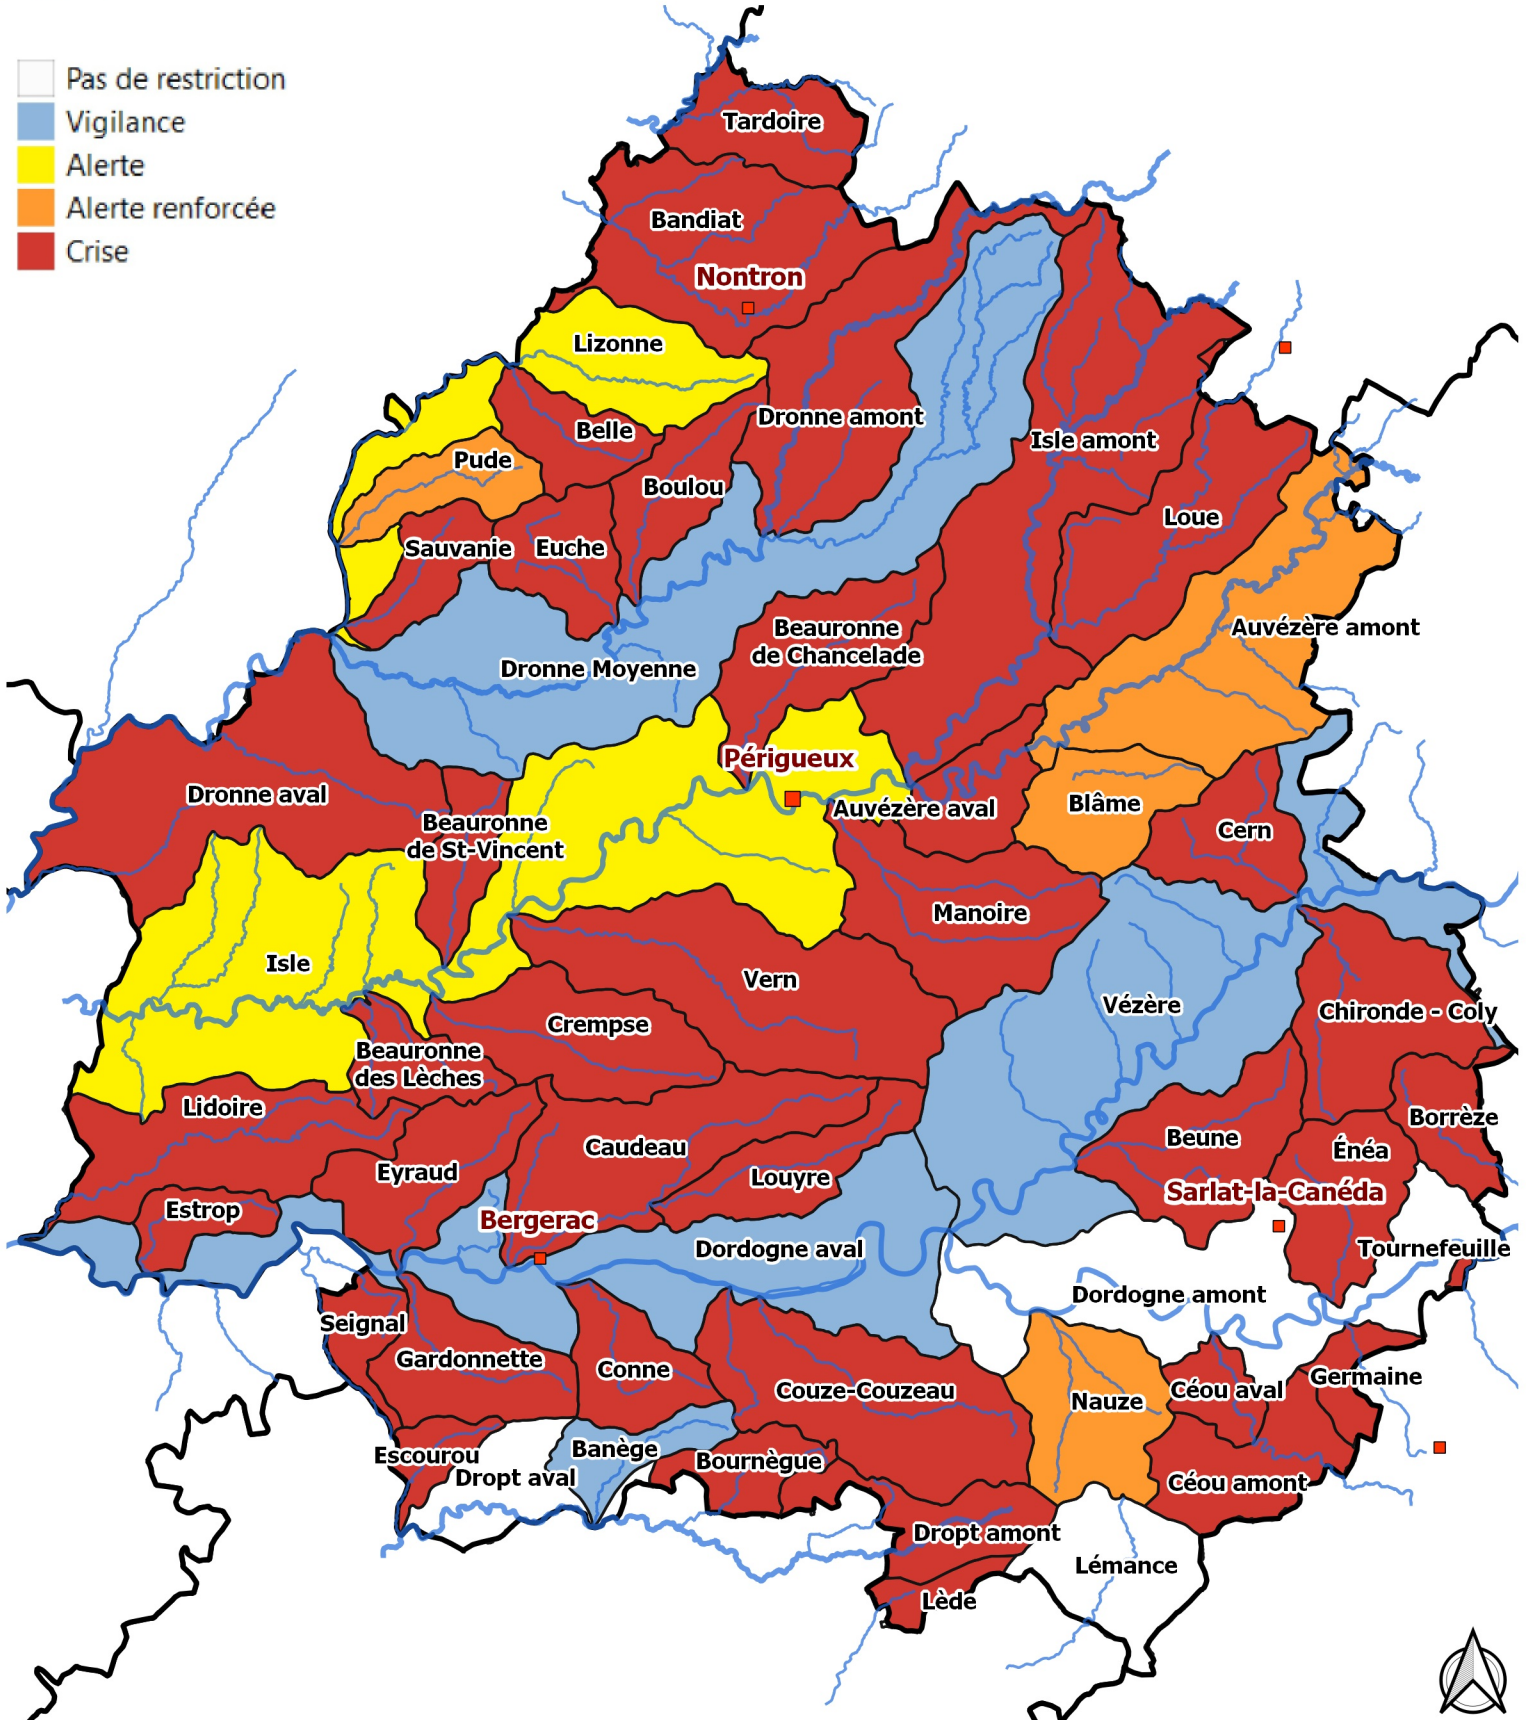 Pas de restriction
Vigilance
Alerte
Alerte renforcée
Crise
Tardoire
Bandiat
Nontron
Lizonne
Dronne amont
Belle
Isle amont
Pude
Boulou
Loue
Sauvanie
Euche
Auvézère amont
Beauronne
de Chancelade
Dronne Moyenne
Périgueux
Dronne aval
Blâme
Auvézère aval
Beauronne
de St-Vincent
Cern
Manoire
Isle
Vern
Vézère
Chironde - Coly
Crempse
Beauronne
des Lèches
Lidoire
Borrèze
Beune
Caudeau
Énéa
Eyraud
Louyre
Sarlat-la-Canéda
Estrop
Bergerac
Dordogne aval
Tournefeuille
Dordogne amont
Seignal
Gardonnette
Conne
Germaine
Couze-Couzeau
Céou aval
Nauze
Banège
Escourou
Bournègue
Dropt aval
Céou amont
Dropt amont
Lémance
Lède